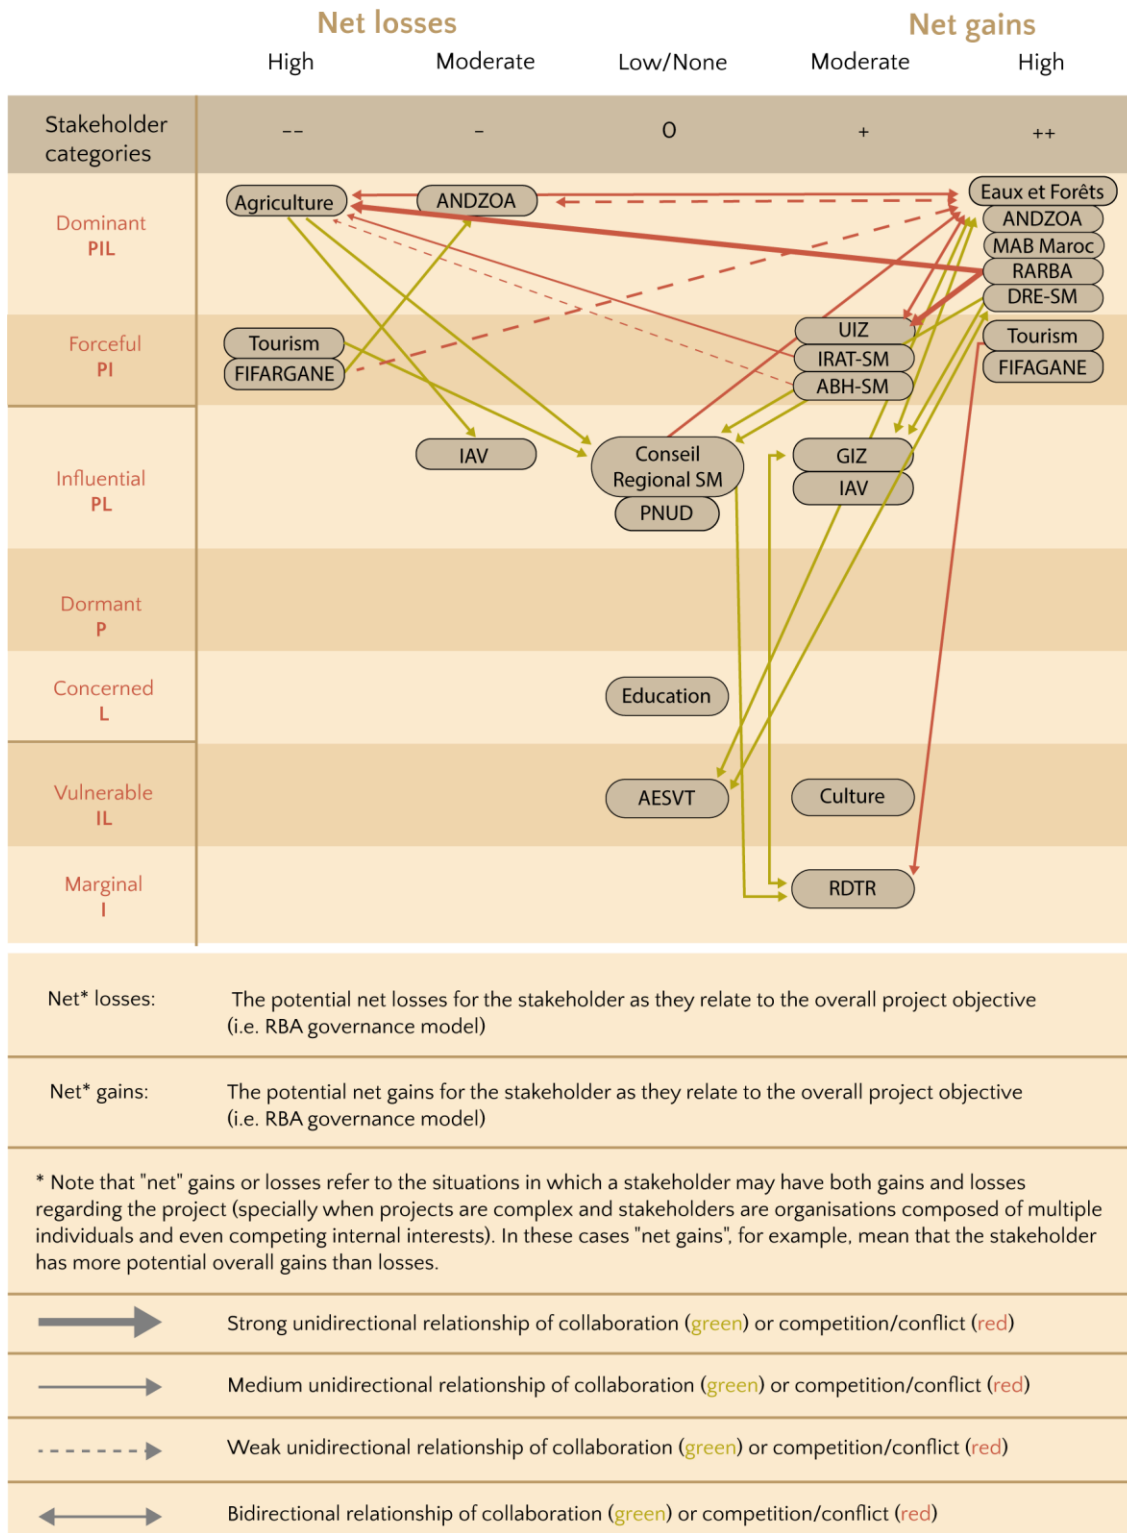 Net losses
Net gains
High
Moderate
Low/None
Moderate
High
Stakeholder
categories
--
-
0
+
++
Dominant
PIL
Agriculture
ANDZOA
Eaux et Forêts
ANDZOA
MAB Maroc
RARBA
DRE-SM
Forceful
PI
Tourism
FIFARGANE
UIZ
IRAT-SM
ABH-SM
Tourism
FIFAGANE
Influential
PL
IAV
Conseil
Regional SM
PNUD
GIZ
IAV
Dormant
P
Concerned
L
Education
Vulnerable
IL
AESVT
Culture
Marginal
I
RDTR
Net* losses:
The potential net losses for the stakeholder as they relate to the overall project objective
(i.e. RBA governance model)
Net* gains:
The potential net gains for the stakeholder as they relate to the overall project objective
(i.e. RBA governance model)
* Note that "net" gains or losses refer to the situations in which a stakeholder may have both gains and losses
regarding the project (specially when projects are complex and stakeholders are organisations composed of multiple
individuals and even competing internal interests). In these cases "net gains", for example, mean that the stakeholder
has more potential overall gains than losses.
Strong unidirectional relationship of collaboration (green) or competition/conflict (red)
Medium unidirectional relationship of collaboration (green) or competition/conflict (red)
Weak unidirectional relationship of collaboration (green) or competition/conflict (red)
Bidirectional relationship of collaboration (green) or competition/conflict (red)